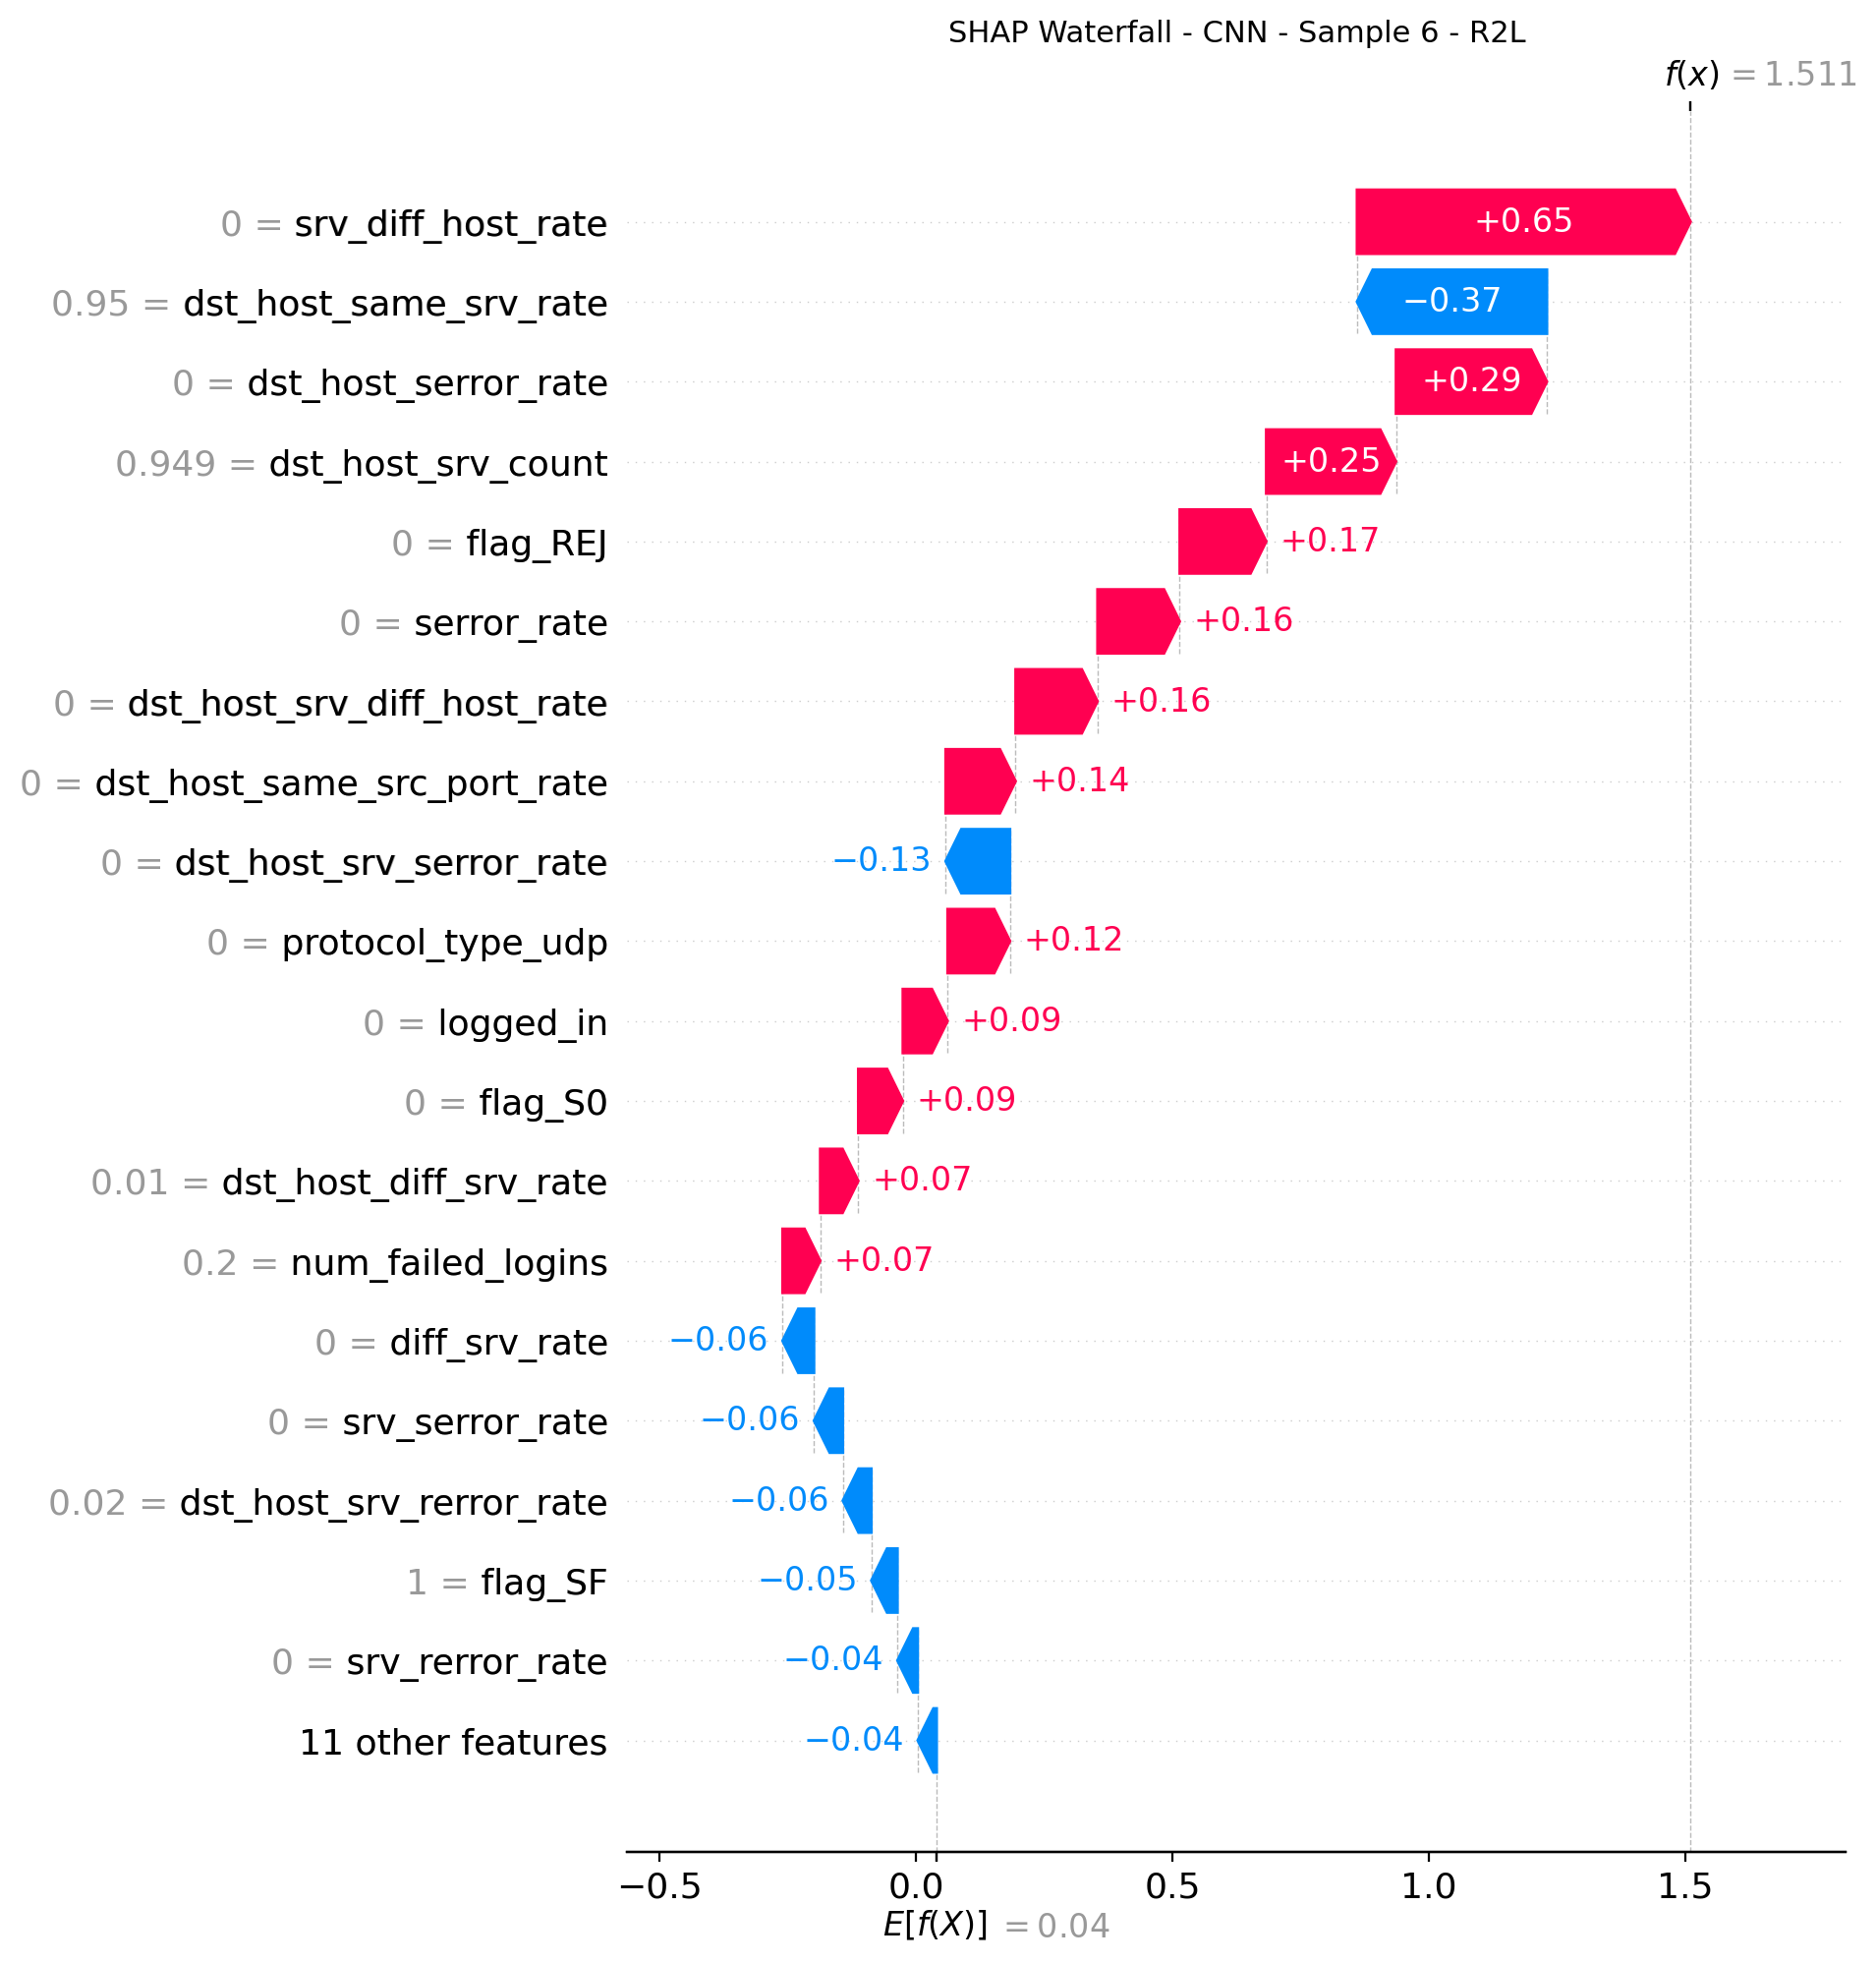 SHAP Waterfall - CNN - Sample 6 - R2L
f(x) = 1.511
0 = srv_diff_host_rate +0.65
0.95 = dst_host_same_srv_rate −0.37
0 = dst_host_serror_rate +0.29
0.949 = dst_host_srv_count +0.25
0 = flag_REJ +0.17
0 = serror_rate +0.16
0 = dst_host_srv_diff_host_rate +0.16
0 = dst_host_same_src_port_rate +0.14
0 = dst_host_srv_serror_rate −0.13
0 = protocol_type_udp +0.12
0 = logged_in +0.09
0 = flag_S0 +0.09
0.01 = dst_host_diff_srv_rate +0.07
0.2 = num_failed_logins +0.07
0 = diff_srv_rate −0.06
0 = srv_serror_rate −0.06
0.02 = dst_host_srv_rerror_rate −0.06
1 = flag_SF −0.05
0 = srv_rerror_rate −0.04
11 other features −0.04
−0.5 0.0 0.5 1.0 1.5
E[f(X)] = 0.04